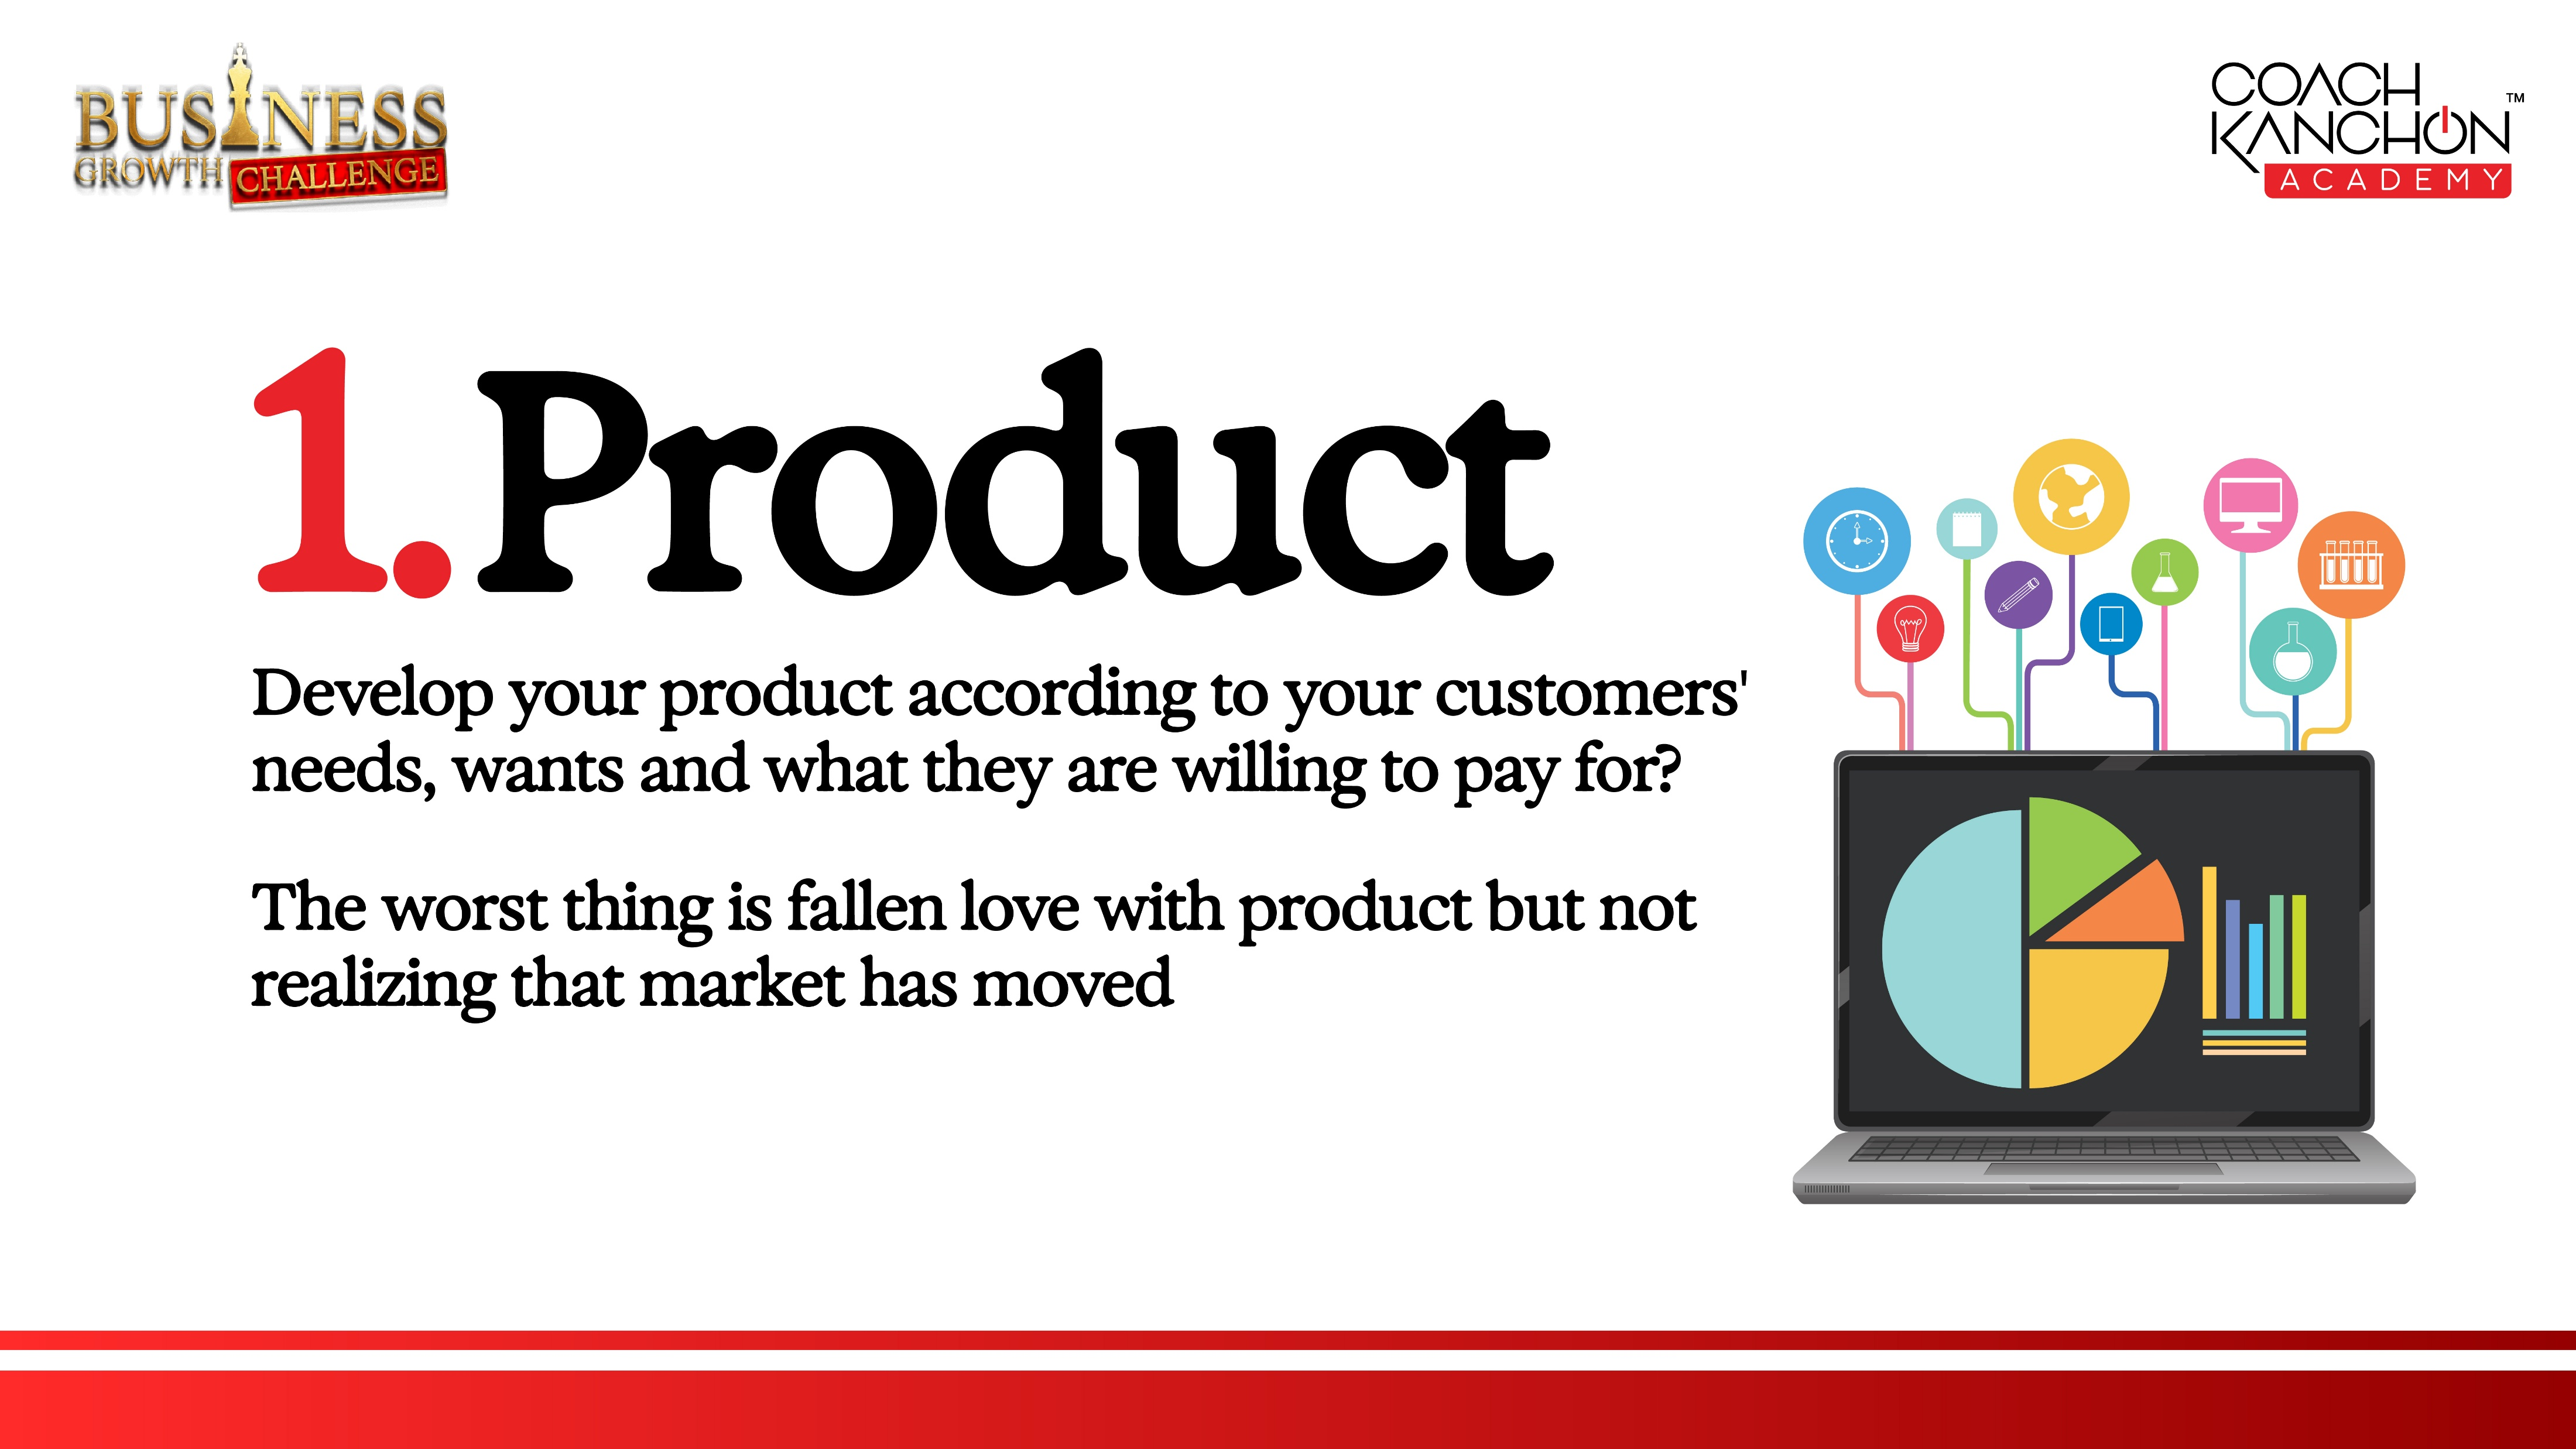 BUSINESS
GROWTH CHALLENGE
COACH
KANCHON
ACADEMY
TM
1.Product
Develop your product according to your customers'
needs, wants and what they are willing to pay for?
The worst thing is fallen love with product but not
realizing that market has moved